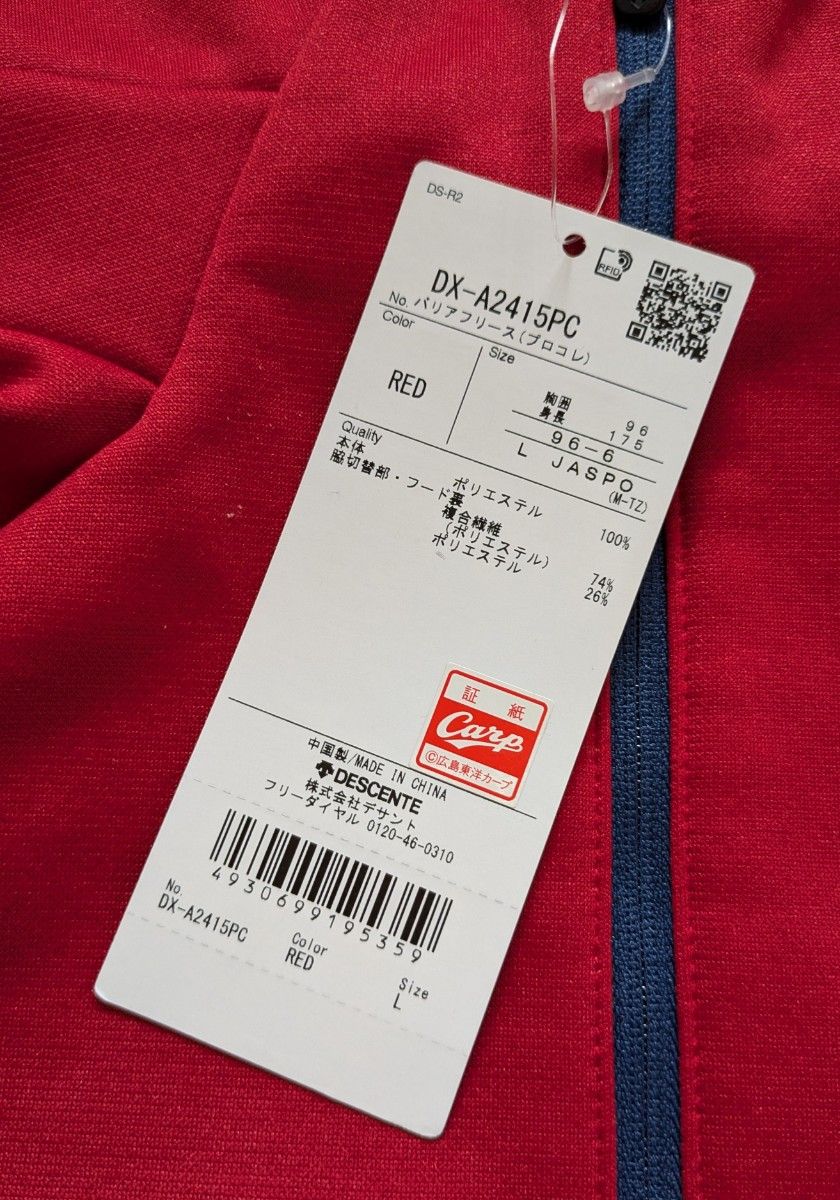 DS-R2
RFID
DX-A2415PC
No. バリアフリース(プロコレ)
Color
RED
Size
胸囲 96
身長 175
96-6
L JASPO
(M-TZ)
Quality
本体
ポリエステル 100%
脇切替部・フード裏
複合繊維
(ポリエステル) 74%
ポリエステル 26%
証 紙
Carp
©広島東洋カープ
中国製/MADE IN CHINA
DESCENTE
株式会社デサント
フリーダイヤル 0120-46-0310
4930699195359
No.
DX-A2415PC
Color
RED
Size
L